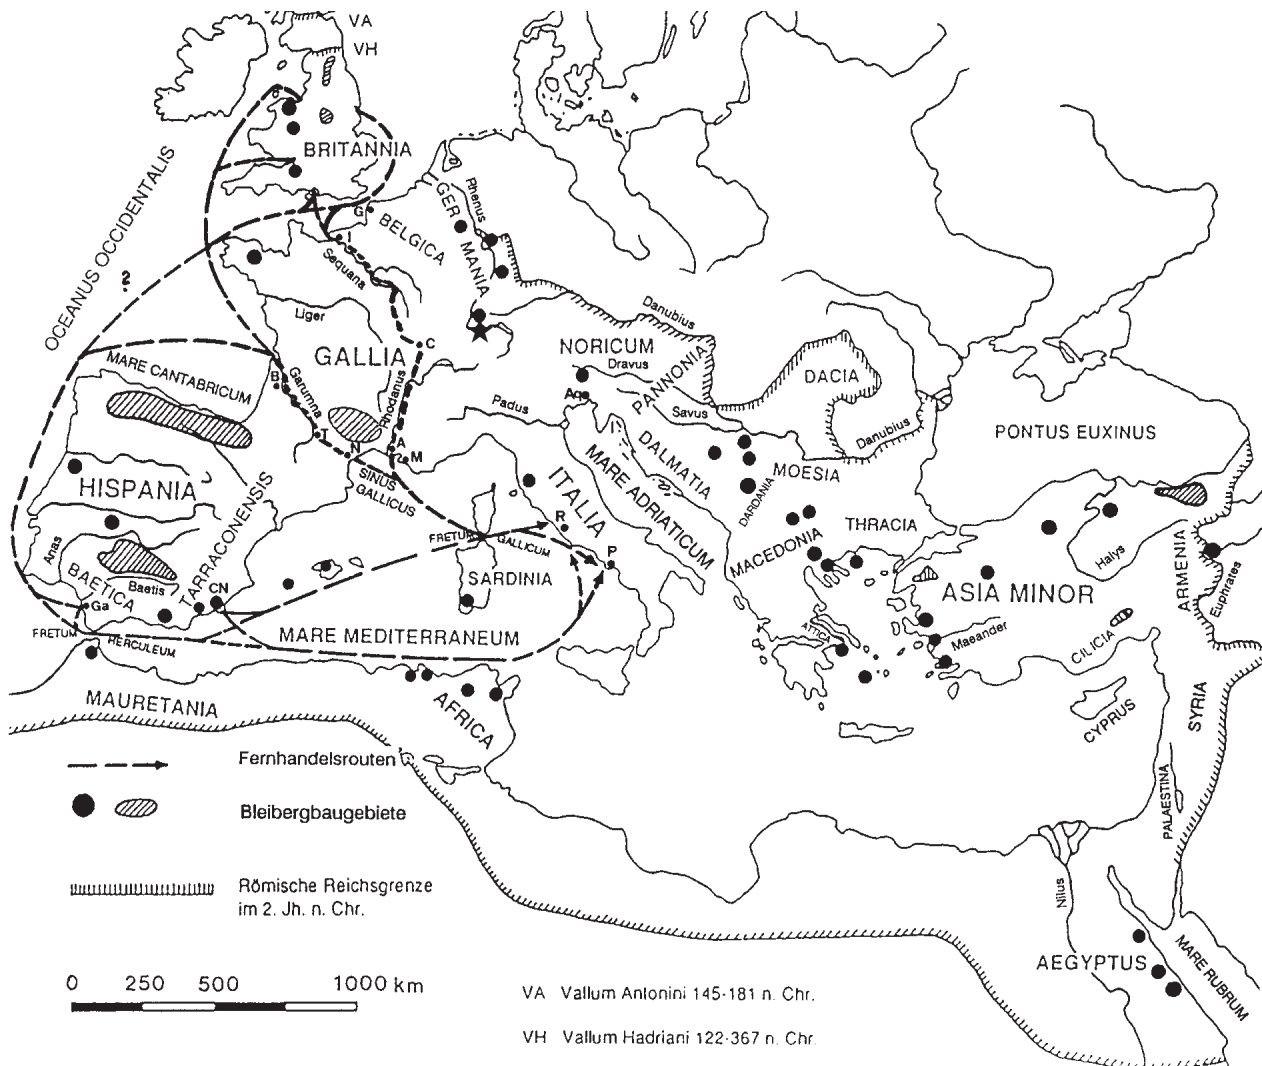 VA
VH
BRITANNIA
OCEANUS OCCIDENTALIS
?
G
BELGICA
GER
MANIA
Rhenus
I
Sequana
Liger
GALLIA
C
Danubius
NORICUM
Dravus
PANNONIA
DACIA
MARE CANTABRICUM
B
Garumna
Rhodanus
Padus
Aq
Savus
Danubius
PONTUS EUXINUS
T
N
A
M
SINUS
GALLICUS
HISPANIA
TARRACONENSIS
ITALIA
MARE ADRIATICUM
DALMATIA
MOESIA
DARDANIA
THRACIA
MACEDONIA
R
P
FRETUM
GALLICUM
SARDINIA
Anas
BAETICA
Baetis
CN
Ga
FRETUM
HERCULEUM
MARE MEDITERRANEUM
ATTICA
ASIA MINOR
Halys
ARMENIA
Euphrates
Maeander
CILICIA
CYPRUS
SYRIA
MAURETANIA
AFRICA
PALAESTINA
Nilus
AEGYPTUS
MARE RUBRUM
Fernhandelsrouten
Bleibergbaugebiete
Römische Reichsgrenze
im 2. Jh. n. Chr.
0 250 500 1000 km
VA Vallum Antonini 145-181 n. Chr.
VH Vallum Hadriani 122-367 n. Chr.